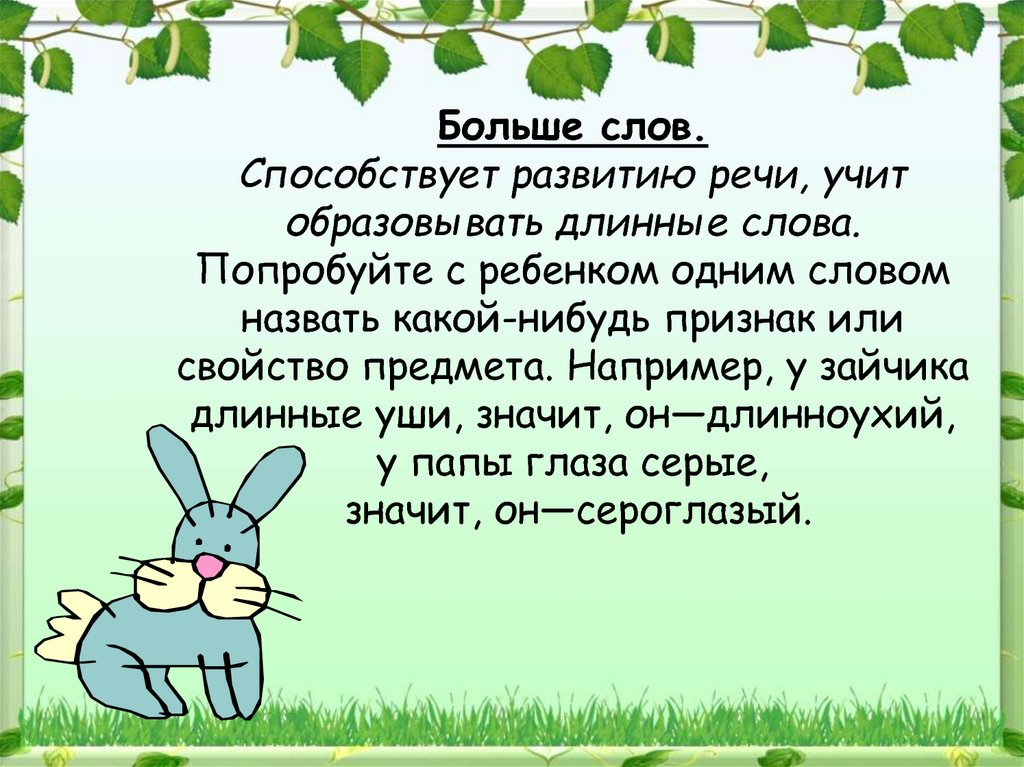 Больше слов.
Способствует развитию речи, учит
образовывать длинные слова.
Попробуйте с ребенком одним словом
назвать какой-нибудь признак или
свойство предмета. Например, у зайчика
длинные уши, значит, он—длинноухий,
у папы глаза серые,
значит, он—сероглазый.